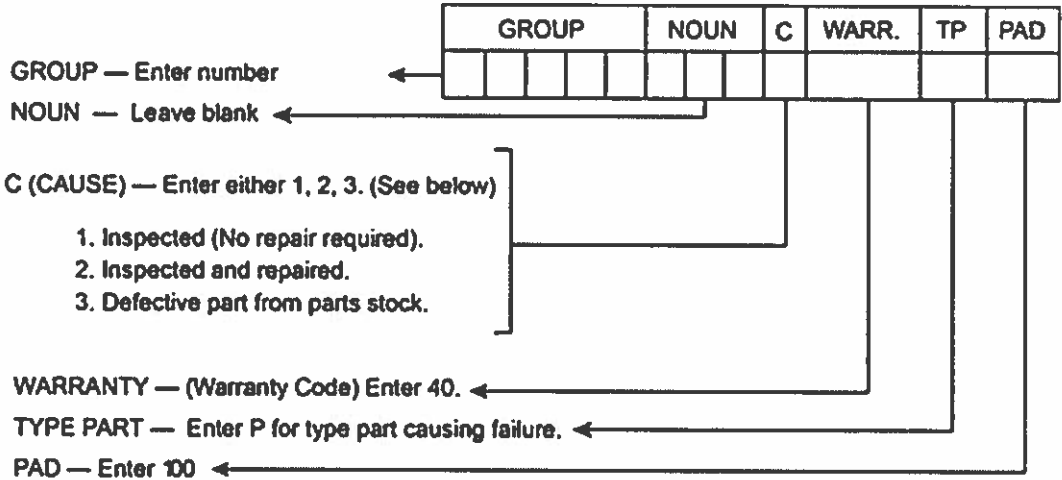 GROUP NOUN C WARR. TP PAD
GROUP — Enter number
NOUN — Leave blank
C (CAUSE) — Enter either 1, 2, 3. (See below)
1. Inspected (No repair required).
2. Inspected and repaired.
3. Defective part from parts stock.
WARRANTY — (Warranty Code) Enter 40.
TYPE PART — Enter P for type part causing failure.
PAD — Enter 100